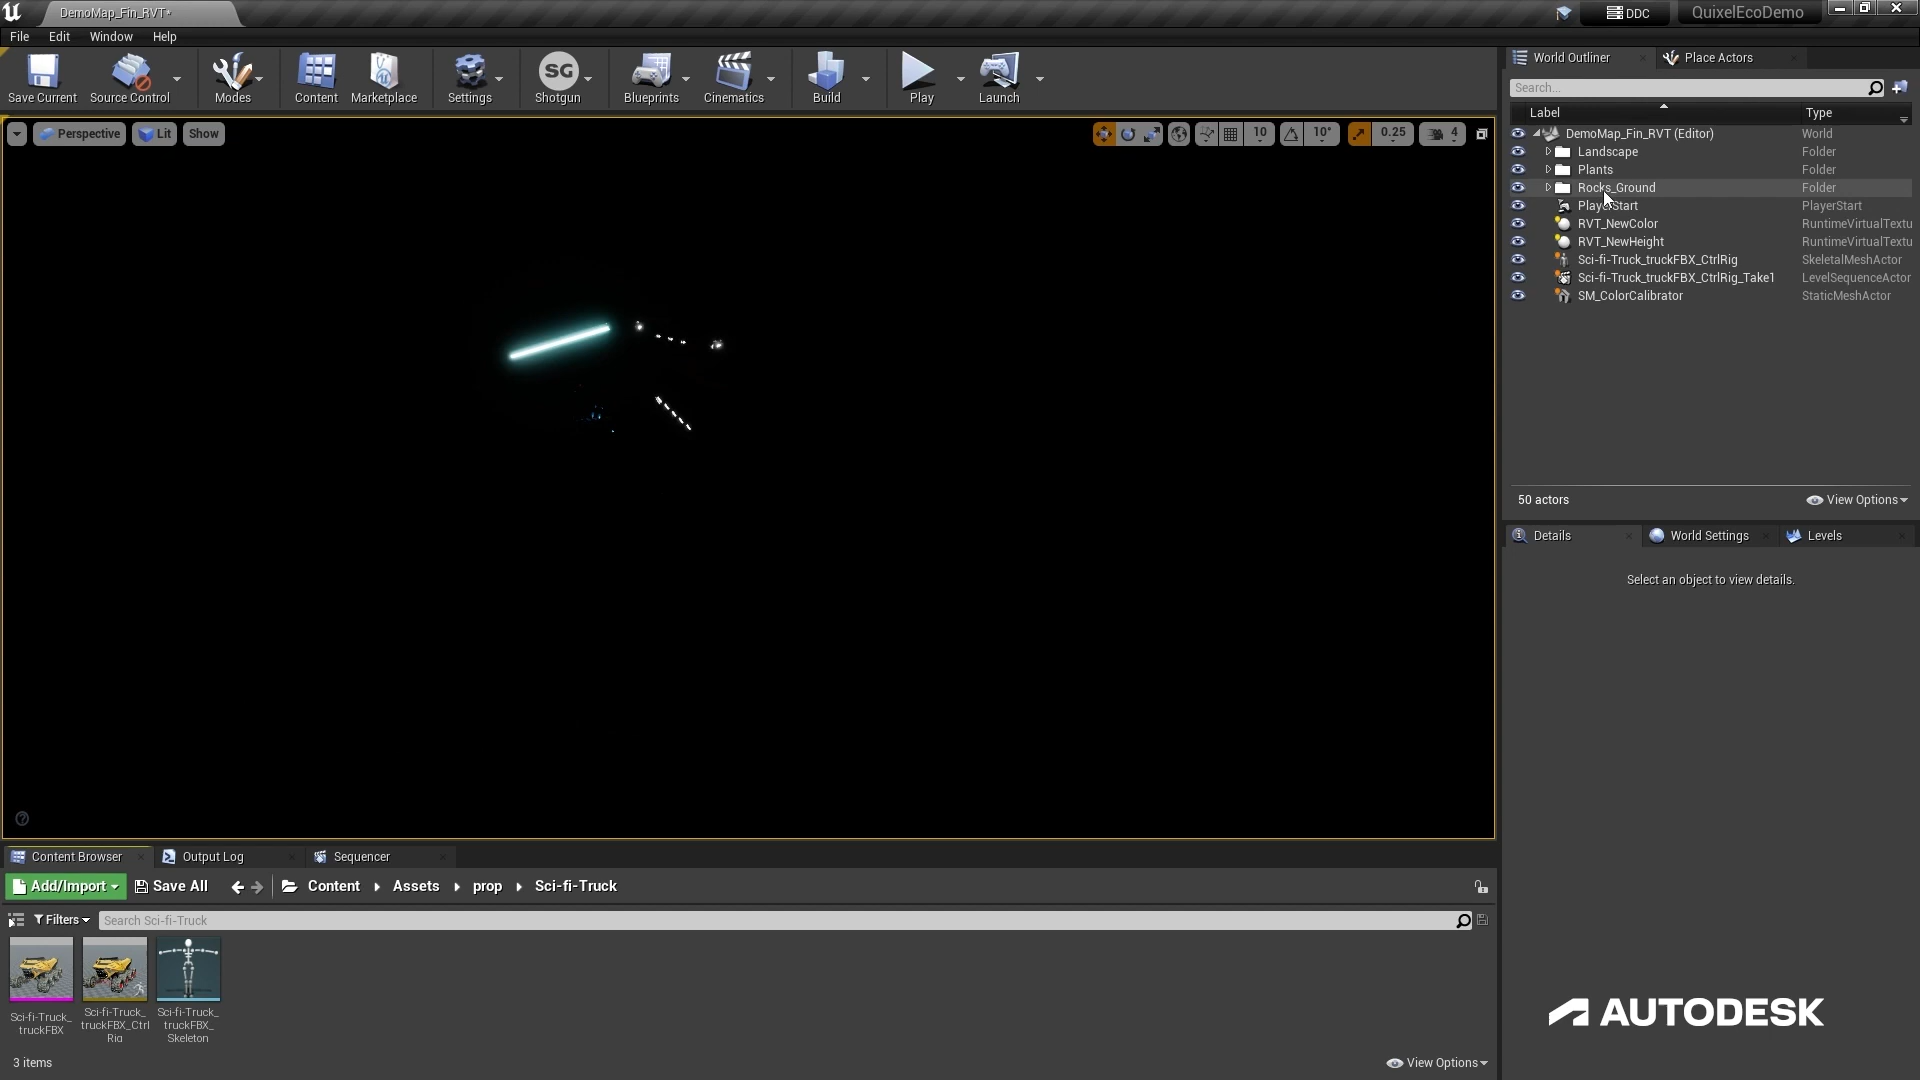 DemoMap_Fin_RVT*
DDC
QuixelEcoDemo
File Edit Window Help
Save Current
Source Control
Modes
Content
Marketplace
Settings
SG
Shotgun
Blueprints
Cinematics
Build
Play
Launch
Perspective
Lit
Show
10
10°
0.25
4
World Outliner
Place Actors
Search...
Label Type
DemoMap_Fin_RVT (Editor) World
Landscape Folder
Plants Folder
Rocks_Ground Folder
PlayerStart PlayerStart
RVT_NewColor RuntimeVirtualTextu
RVT_NewHeight RuntimeVirtualTextu
Sci-fi-Truck_truckFBX_CtrlRig SkeletalMeshActor
Sci-fi-Truck_truckFBX_CtrlRig_Take1 LevelSequenceActor
SM_ColorCalibrator StaticMeshActor
50 actors
View Options
Details
World Settings
Levels
Select an object to view details.
Content Browser
Output Log
Sequencer
Add/Import
Save All
Content
Assets
prop
Sci-fi-Truck
Filters
Search Sci-fi-Truck
Sci-fi-Truck_
truckFBX
Sci-fi-Truck_
truckFBX_Ctrl
Rig
Sci-fi-Truck_
truckFBX_
Skeleton
3 items
View Options
AUTODESK